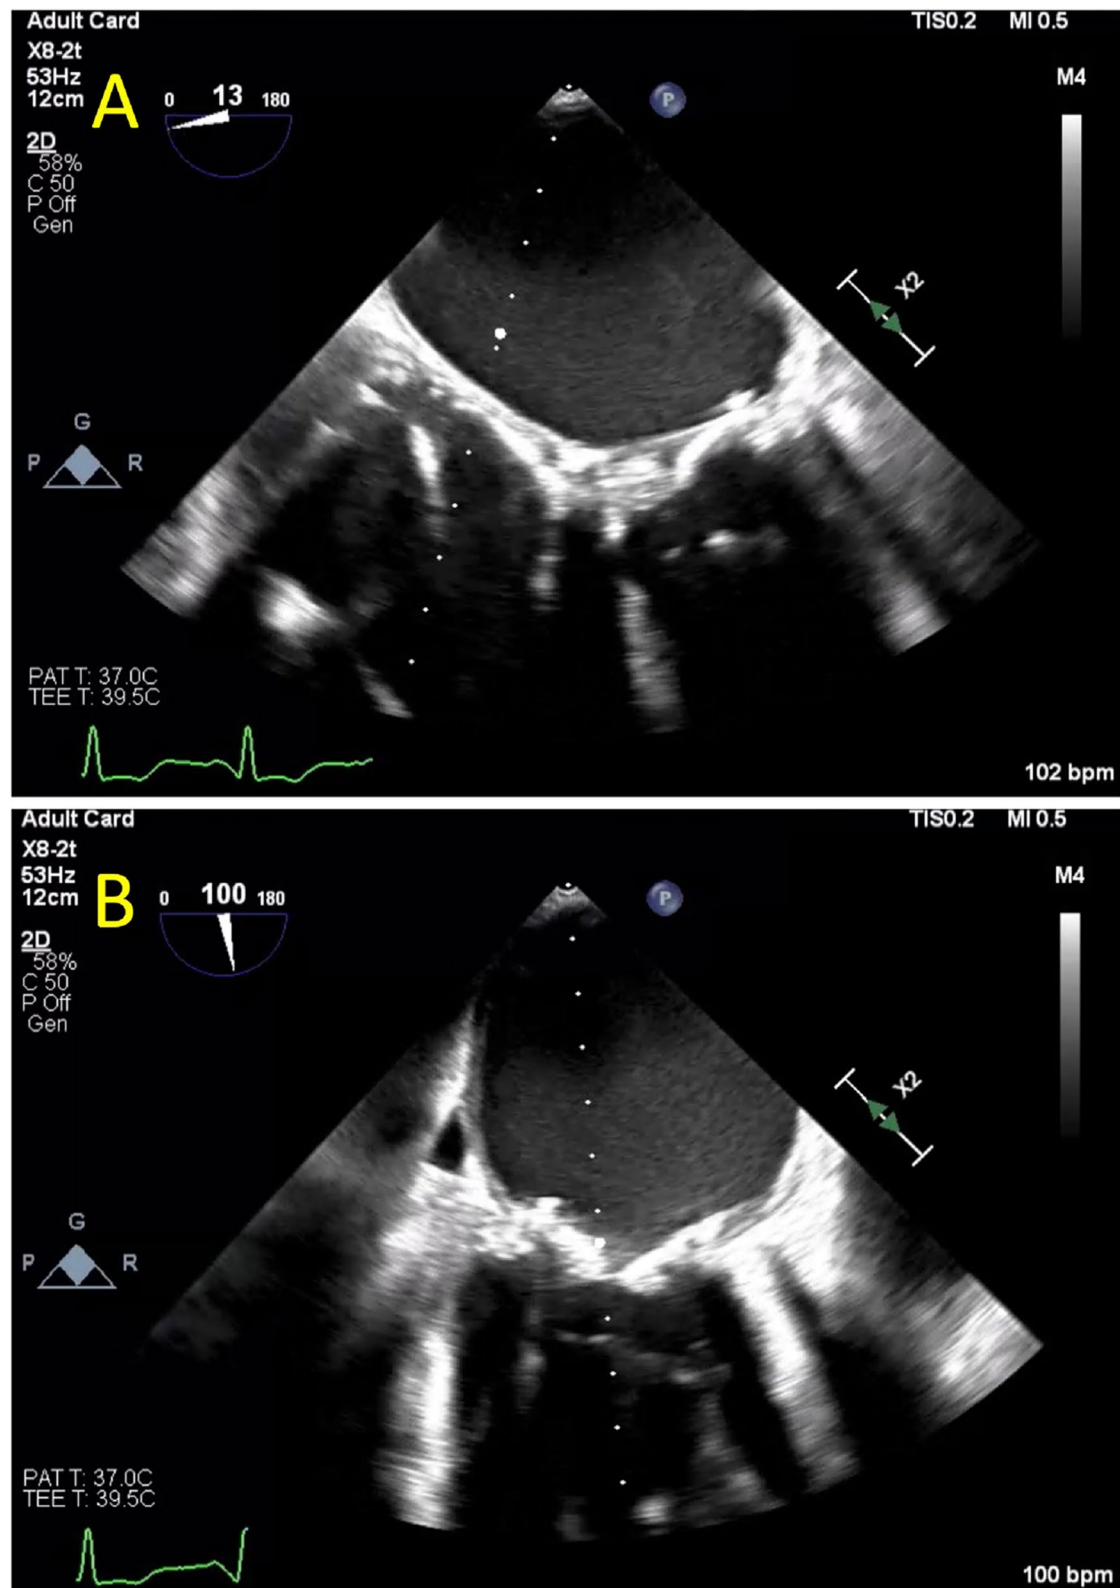 Adult Card
TIS0.2 MI 0.5
X8-2t
53Hz
12cm
A
0 13 180
P
M4
2D
58%
C 50
P Off
Gen
X2
G
P R
PAT T: 37.0C
TEE T: 39.5C
102 bpm
Adult Card
TIS0.2 MI 0.5
X8-2t
53Hz
12cm
B
0 100 180
P
M4
2D
58%
C 50
P Off
Gen
X2
G
P R
PAT T: 37.0C
TEE T: 39.5C
100 bpm